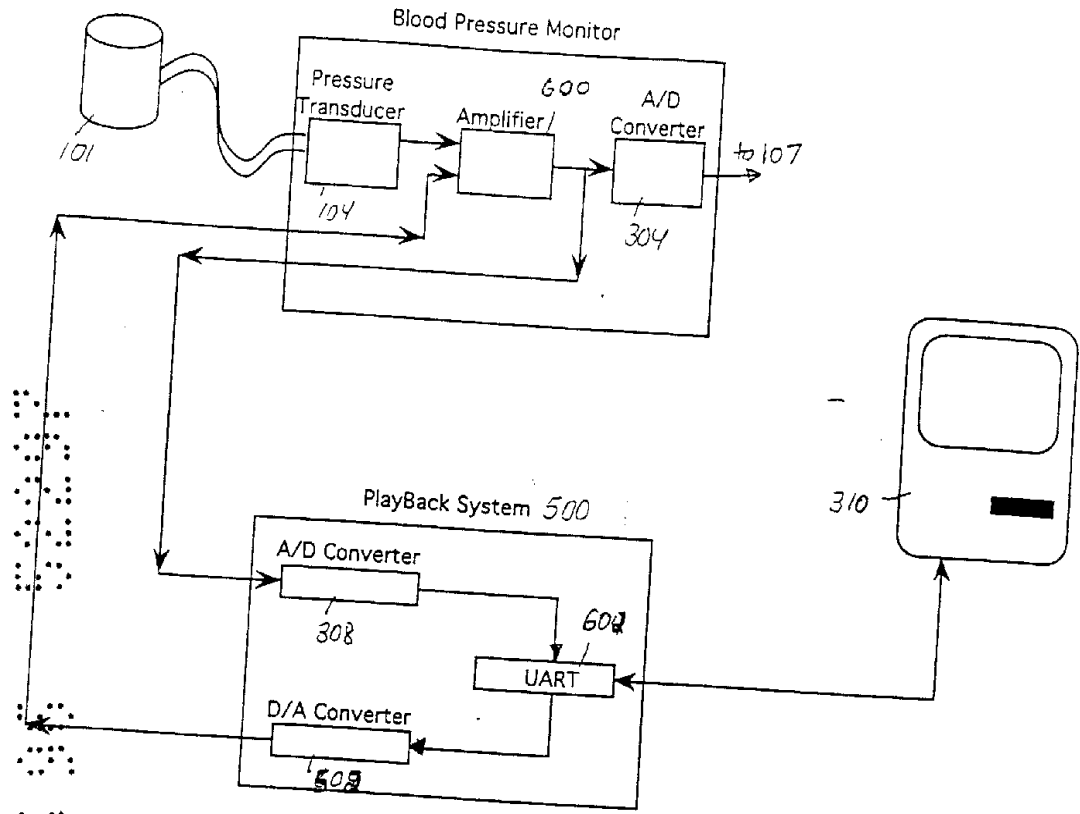 Blood Pressure Monitor
101
Pressure
Transducer
104
Amplifier
600
A/D
Converter
304
to 107
310
PlayBack System 500
A/D Converter
308
UART
D/A Converter